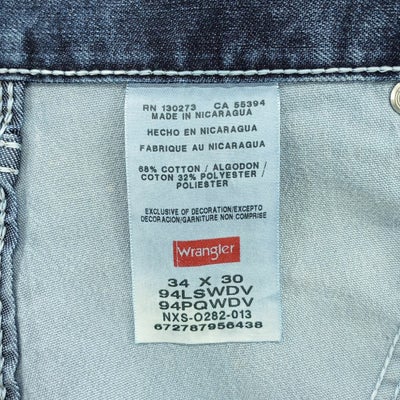 RN 130273 CA 55394
MADE IN NICARAGUA
HECHO EN NICARAGUA
FABRIQUE AU NICARAGUA
68% COTTON / ALGODON /
COTON 32% POLYESTER /
POLIESTER
EXCLUSIVE OF DECORATION/EXCEPTO
DECORACION/GARNITURE NON COMPRISE
Wrangler
34 X 30
94LSWDV
94PQWDV
NXS-O282-013
672787956438